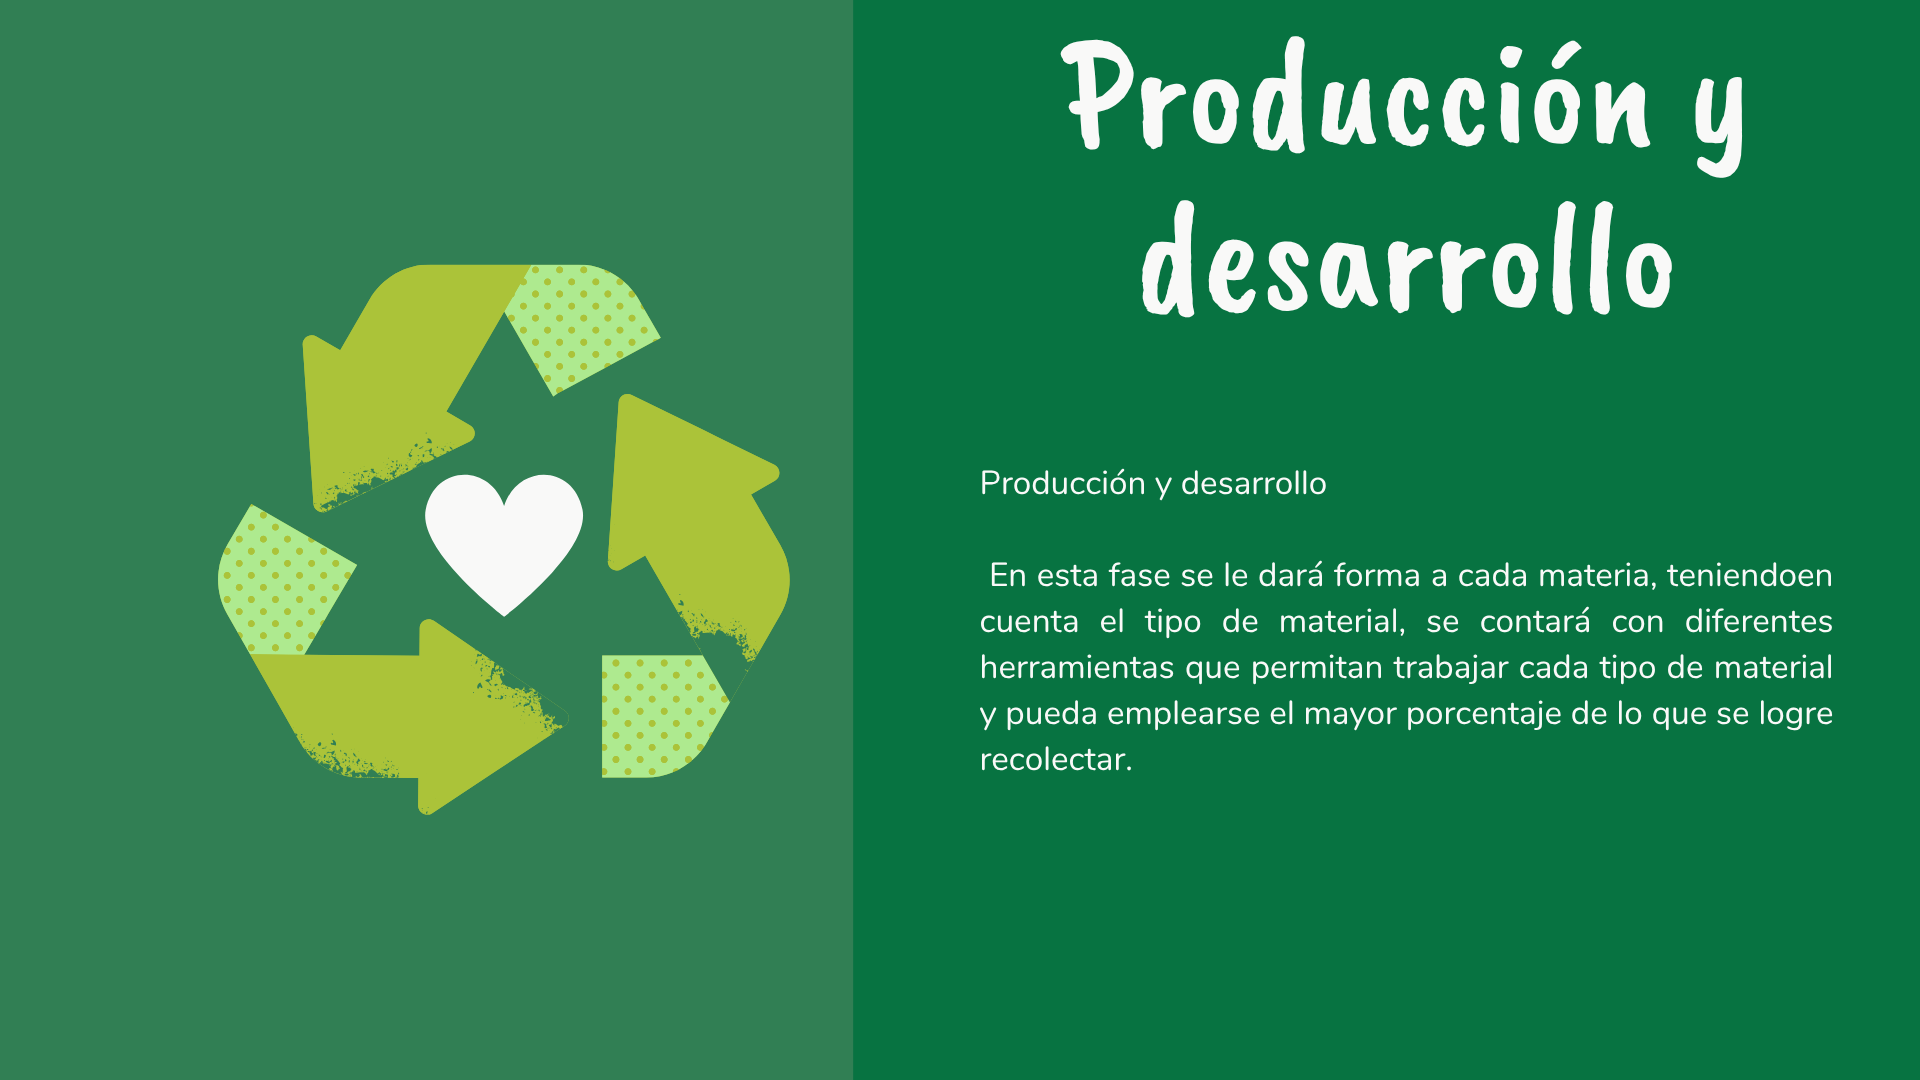 Producción y
desarrollo
Producción y desarrollo
En esta fase se le dará forma a cada materia, teniendoen
cuenta el tipo de material, se contará con diferentes
herramientas que permitan trabajar cada tipo de material
y pueda emplearse el mayor porcentaje de lo que se logre
recolectar.